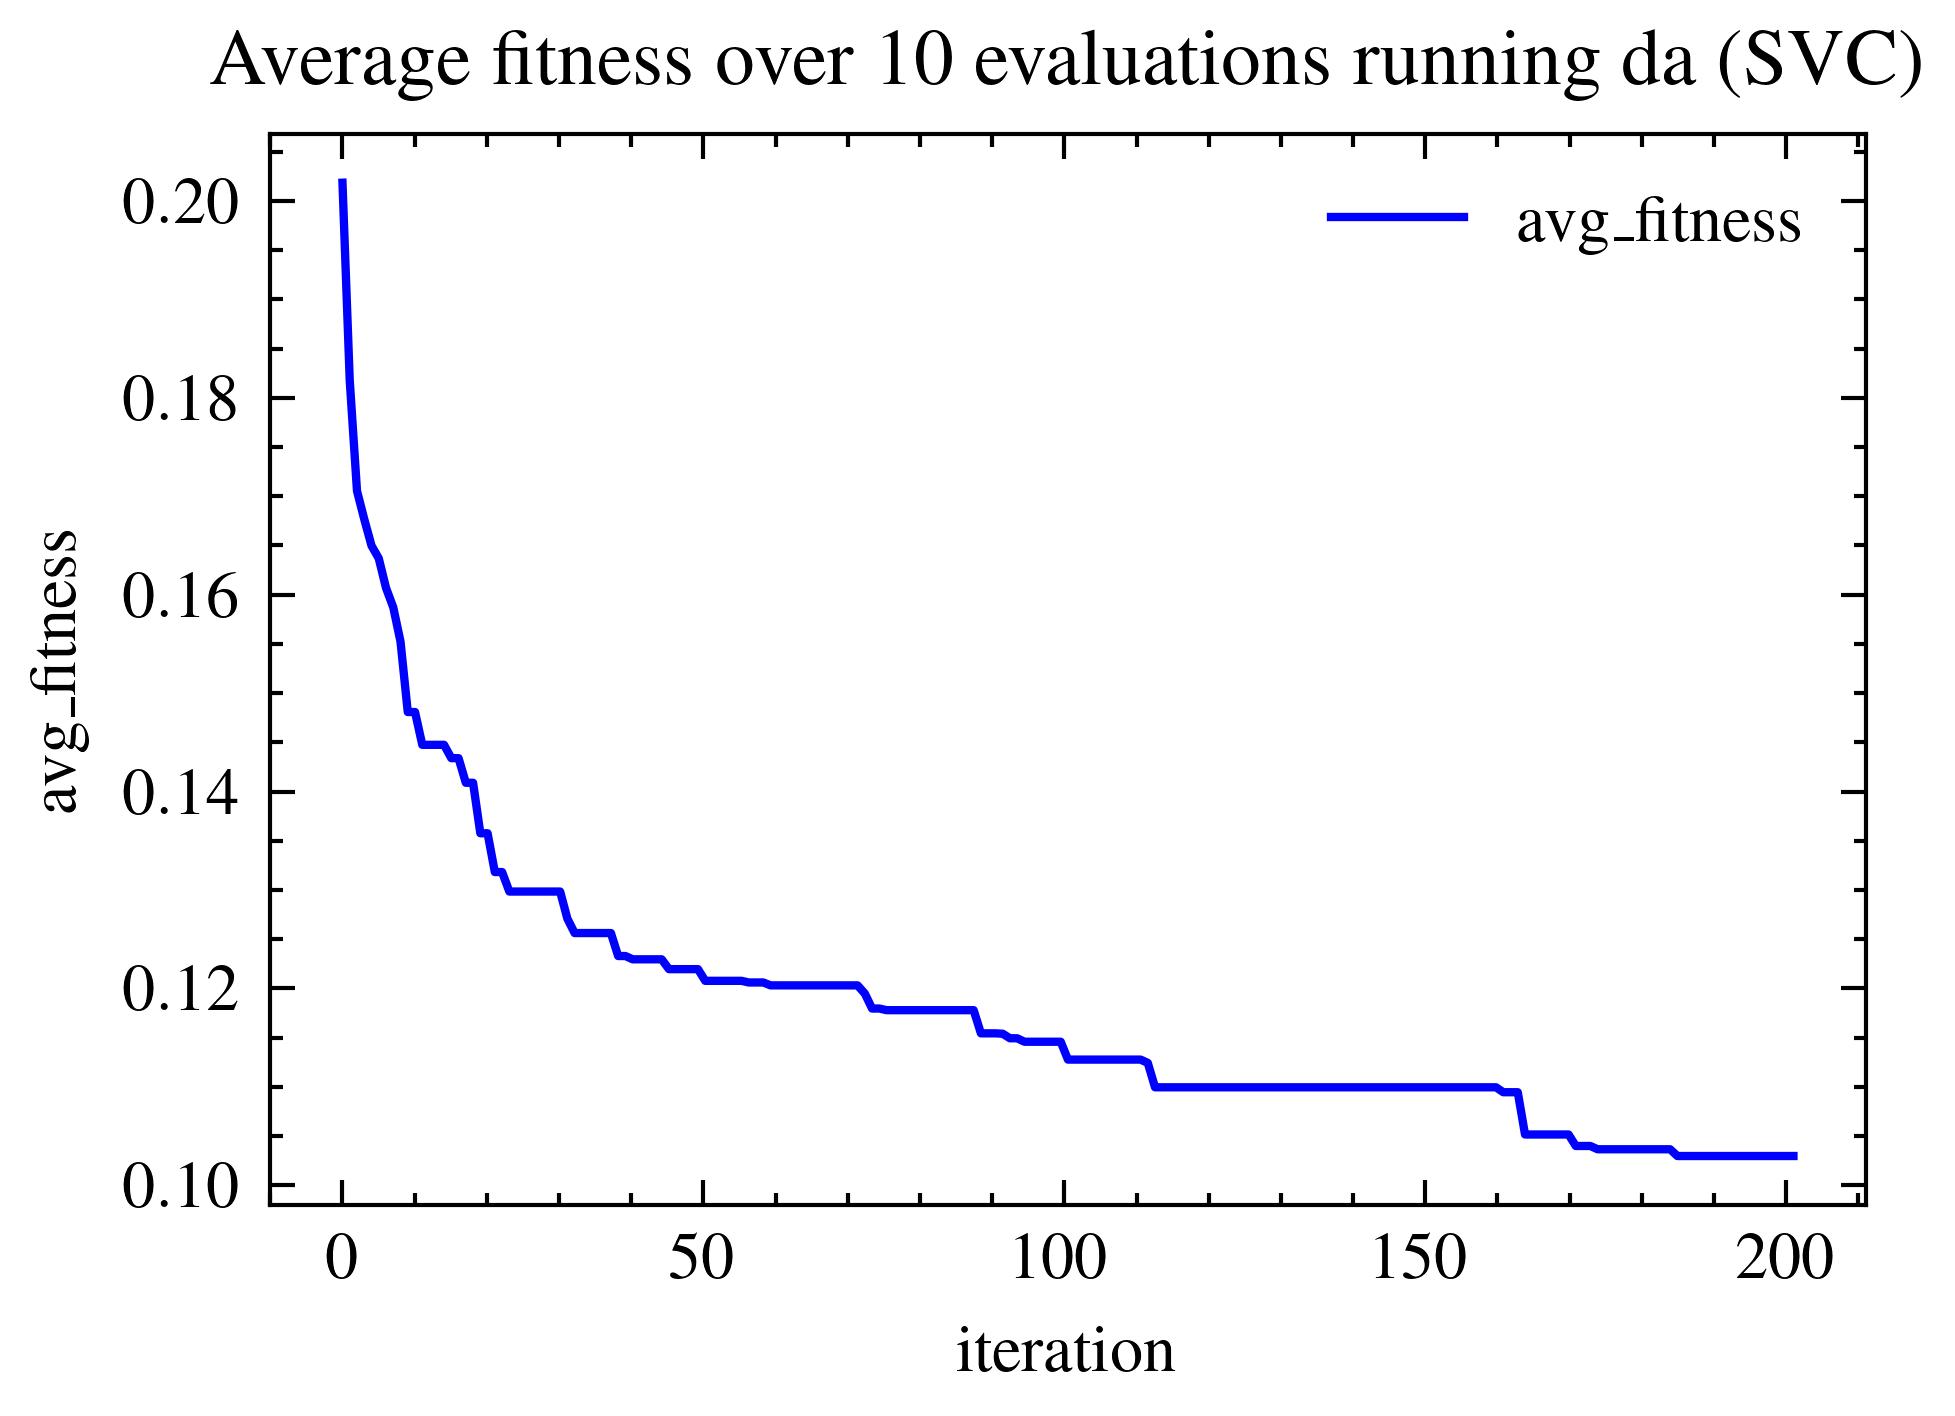 Average fitness over 10 evaluations running da (SVC)
avg_fitness
0.20
0.18
0.16
0.14
0.12
0.10
avg_fitness
0 50 100 150 200
iteration